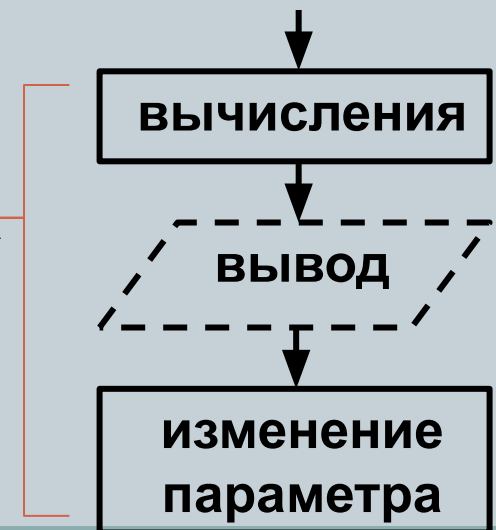 вычисления
вывод
изменение
параметра